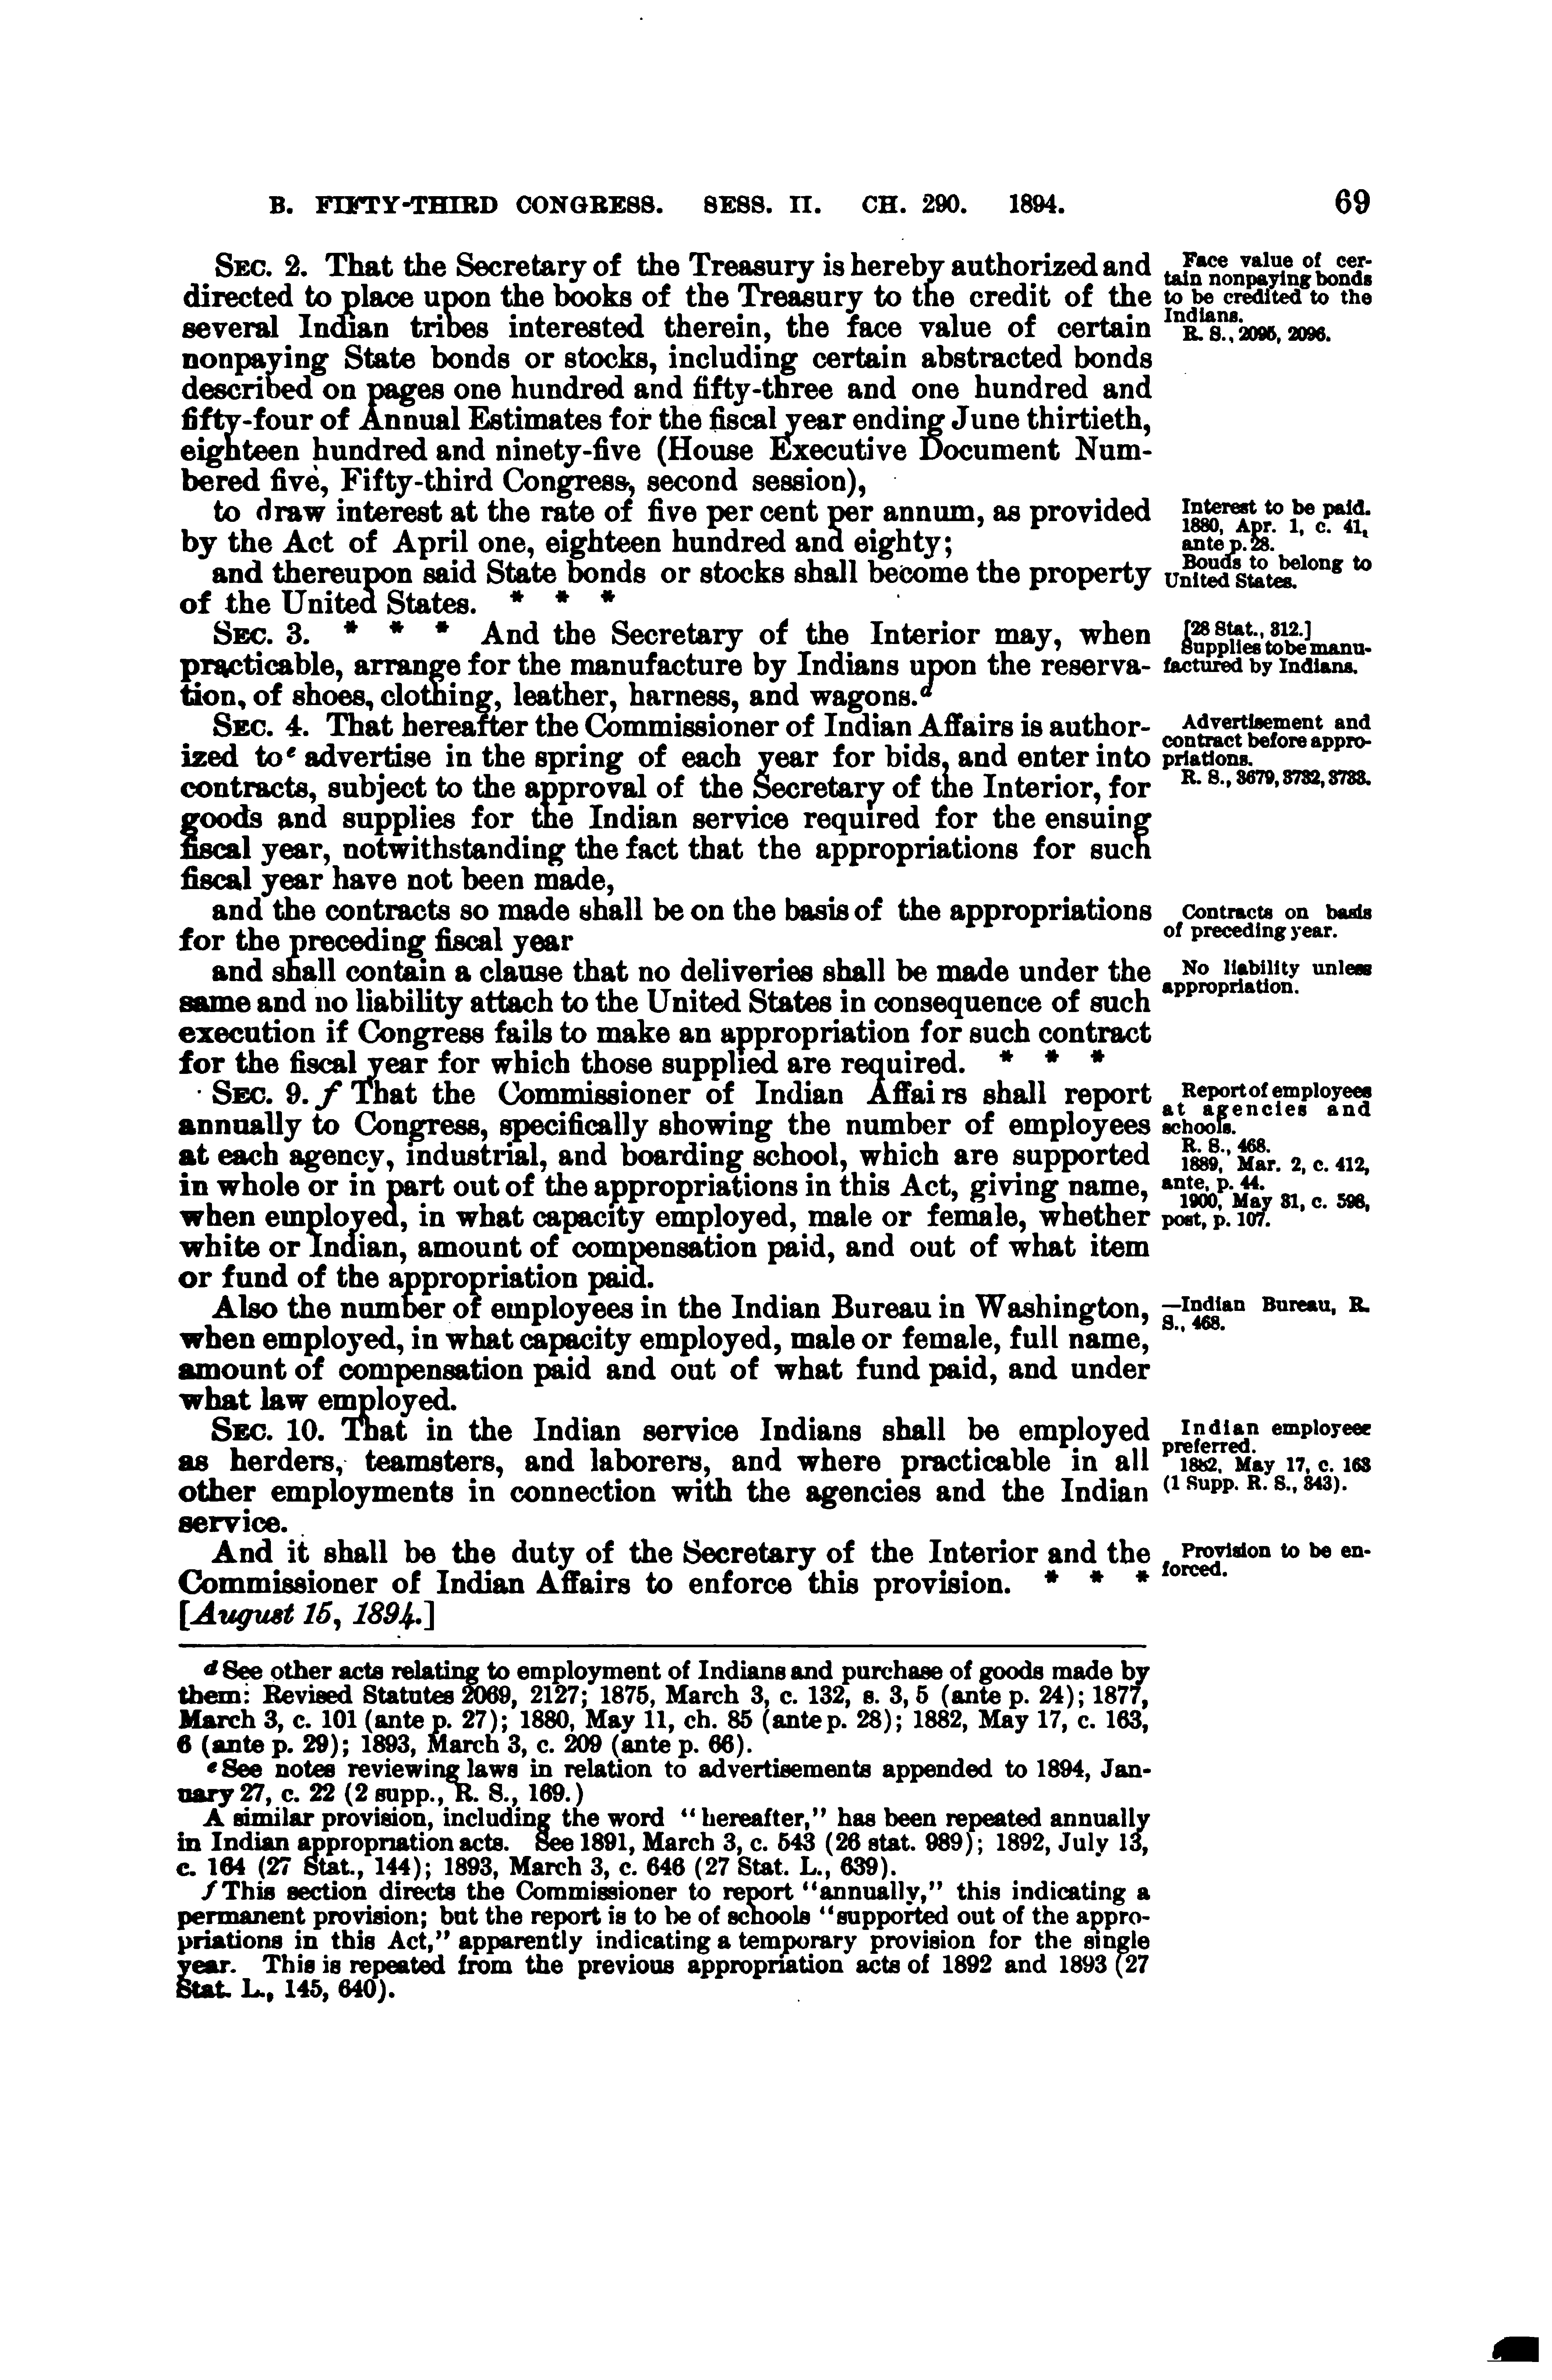 B. FIFTY-THIRD CONGRESS. SESS. II. CH. 290. 1894.
69
SEC. 2. That the Secretary of the Treasury is hereby authorized and
directed to place upon the books of the Treasury to the credit of the
several Indian tribes interested therein, the face value of certain
nonpaying State bonds or stocks, including certain abstracted bonds
described on pages one hundred and fifty-three and one hundred and
fifty-four of Annual Estimates for the fiscal year ending June thirtieth,
eighteen hundred and ninety-five (House Executive Document Num-
bered five, Fifty-third Congress, second session),
Face value of cer-
tain nonpaying bonds
to be credited to the
Indians.
R. S., 2095, 2096.
to draw interest at the rate of five per cent per annum, as provided
by the Act of April one, eighteen hundred and eighty;
Interest to be paid.
1880, Apr. 1, c. 41,
ante p. 28.
and thereupon said State bonds or stocks shall become the property
of the United States. * * *
Bonds to belong to
United States.
SEC. 3. * * * And the Secretary of the Interior may, when
practicable, arrange for the manufacture by Indians upon the reserva-
tion, of shoes, clothing, leather, harness, and wagons.d
[28 Stat., 312.]
Supplies to be manu-
factured by Indians.
SEC. 4. That hereafter the Commissioner of Indian Affairs is author-
ized to e advertise in the spring of each year for bids, and enter into
contracts, subject to the approval of the Secretary of the Interior, for
goods and supplies for the Indian service required for the ensuing
fiscal year, notwithstanding the fact that the appropriations for such
fiscal year have not been made,
Advertisement and
contract before appro-
priations.
R. S., 3679, 3732, 3733.
and the contracts so made shall be on the basis of the appropriations
for the preceding fiscal year
Contracts on basis
of preceding year.
and shall contain a clause that no deliveries shall be made under the
same and no liability attach to the United States in consequence of such
execution if Congress fails to make an appropriation for such contract
for the fiscal year for which those supplied are required. * * *
No liability unless
appropriation.
SEC. 9. f That the Commissioner of Indian Affairs shall report
annually to Congress, specifically showing the number of employees
at each agency, industrial, and boarding school, which are supported
in whole or in part out of the appropriations in this Act, giving name,
when employed, in what capacity employed, male or female, whether
white or Indian, amount of compensation paid, and out of what item
or fund of the appropriation paid.
Report of employees
at agencies and
schools.
R. S., 468.
1889, Mar. 2, c. 412,
ante, p. 44.
1900, May 31, c. 598,
post, p. 107.
Also the number of employees in the Indian Bureau in Washington,
when employed, in what capacity employed, male or female, full name,
amount of compensation paid and out of what fund paid, and under
what law employed.
—Indian Bureau, R.
S., 468.
SEC. 10. That in the Indian service Indians shall be employed
as herders, teamsters, and laborers, and where practicable in all
other employments in connection with the agencies and the Indian
service.
Indian employees
preferred.
1882, May 17, c. 163
(1 Supp. R. S., 343).
And it shall be the duty of the Secretary of the Interior and the
Commissioner of Indian Affairs to enforce this provision. * * *
[August 15, 1894.]
Provision to be en-
forced.
d See other acts relating to employment of Indians and purchase of goods made by
them: Revised Statutes 2069, 2127; 1875, March 3, c. 132, s. 3, 5 (ante p. 24); 1877,
March 3, c. 101 (ante p. 27); 1880, May 11, ch. 85 (ante p. 28); 1882, May 17, c. 163,
6 (ante p. 29); 1893, March 3, c. 209 (ante p. 66).
e See notes reviewing laws in relation to advertisements appended to 1894, Jan-
uary 27, c. 22 (2 supp., R. S., 169.)
A similar provision, including the word "hereafter," has been repeated annually
in Indian appropriation acts. See 1891, March 3, c. 543 (26 stat. 989); 1892, July 13,
c. 164 (27 Stat., 144); 1893, March 3, c. 646 (27 Stat. L., 639).
f This section directs the Commissioner to report "annually," this indicating a
permanent provision; but the report is to be of schools "supported out of the appro-
priations in this Act," apparently indicating a temporary provision for the single
year. This is repeated from the previous appropriation acts of 1892 and 1893 (27
Stat. L., 145, 640).